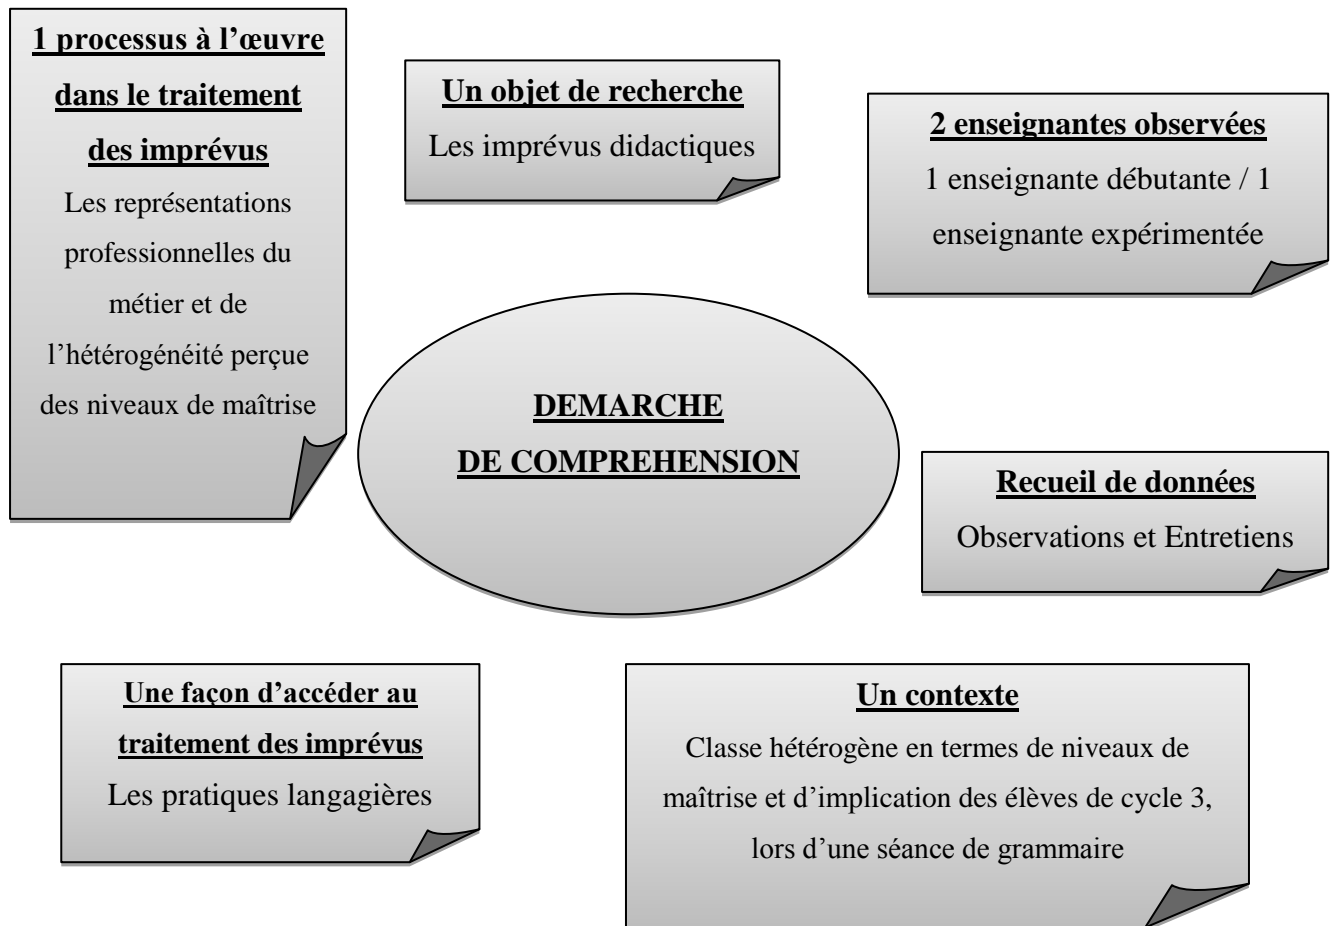 1 processus à l’œuvre
dans le traitement
des imprévus
Les représentations
professionnelles du
métier et de
l’hétérogénéité perçue
des niveaux de maîtrise
Un objet de recherche
Les imprévus didactiques
2 enseignantes observées
1 enseignante débutante / 1
enseignante expérimentée
DEMARCHE
DE COMPREHENSION
Recueil de données
Observations et Entretiens
Une façon d’accéder au
traitement des imprévus
Les pratiques langagières
Un contexte
Classe hétérogène en termes de niveaux de
maîtrise et d’implication des élèves de cycle 3,
lors d’une séance de grammaire